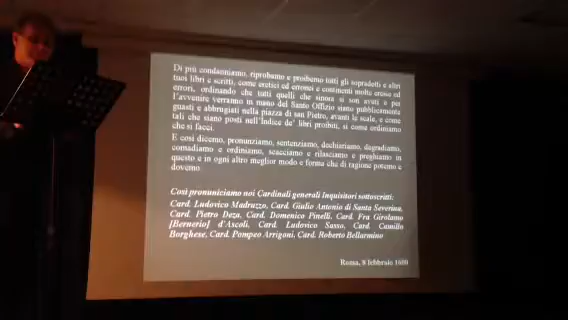 Di più condanniamo, riprobamo e proibemo tutti gli sopradetti e altri
tuoi libri e scritti, come eretici ed erronei e continenti molte eresie ed
errori, ordinando che tutti quelli che sinora si son avuti e per
l'avvenire verranno in mano del Santo Offizio siano pubblicamente
guasti e abbrugiati nella piazza di san Pietro, avanti le scale, e come
tali che siano posti nell'Indice de' libri proibiti, sì come ordiniamo
che si facci.
E così dicemo, pronunziamo, sentenziamo, dechiariamo, degradiamo,
comadiamo e ordiniamo, scacciamo e rilasciamo e preghiamo in
questo e in ogni altro meglior modo e forma che di ragione potemo e
dovemo.
Così pronunciamo noi Cardinali generali Inquisitori sottoscritti:
Card. Ludovico Madruzzo, Card. Giulio Antonio di Santa Severina,
Card. Pietro Deza, Card. Domenico Pinelli, Card. Fra Girolamo
[Bernerio] d'Ascoli, Card. Ludovico Sasso, Card. Camillo
Borghese, Card. Pompeo Arrigoni, Card. Roberto Bellarmino
Roma, 8 febbraio 1600